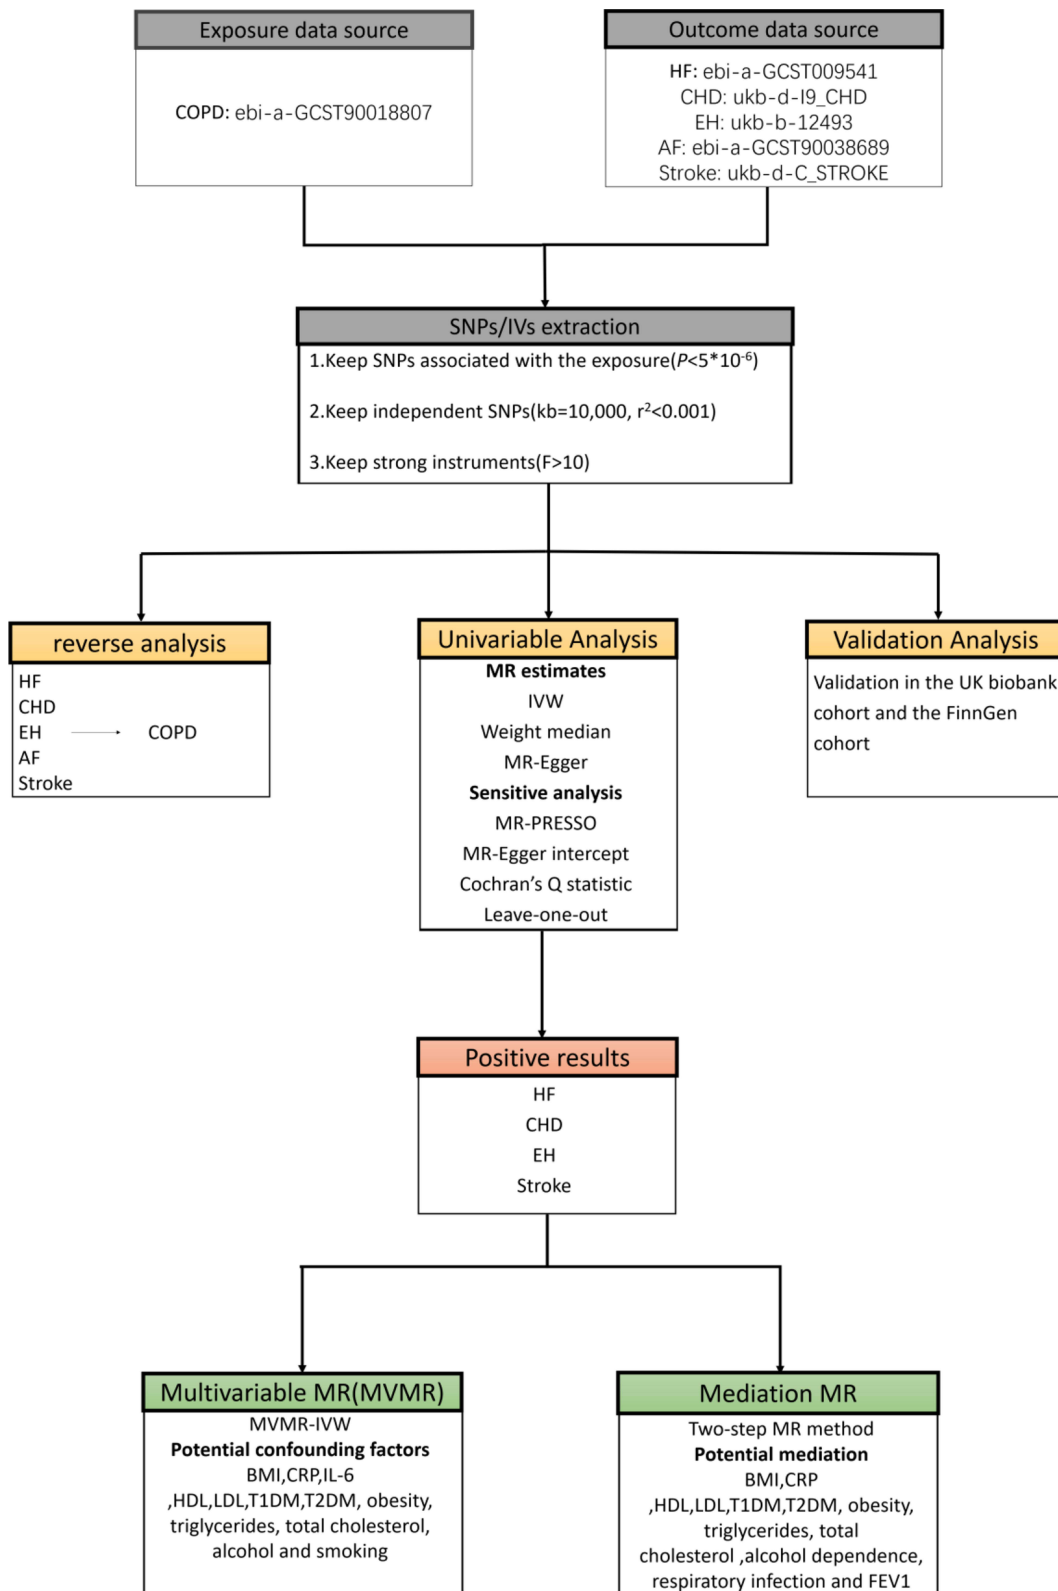 Exposure data source
COPD: ebi-a-GCST90018807
Outcome data source
HF: ebi-a-GCST009541
CHD: ukb-d-I9_CHD
EH: ukb-b-12493
AF: ebi-a-GCST90038689
Stroke: ukb-d-C_STROKE
SNPs/IVs extraction
1.Keep SNPs associated with the exposure(P<5*10⁻⁶)
2.Keep independent SNPs(kb=10,000, r²<0.001)
3.Keep strong instruments(F>10)
reverse analysis
HF
CHD
EH → COPD
AF
Stroke
Univariable Analysis
MR estimates
IVW
Weight median
MR-Egger
Sensitive analysis
MR-PRESSO
MR-Egger intercept
Cochran’s Q statistic
Leave-one-out
Validation Analysis
Validation in the UK biobank
cohort and the FinnGen
cohort
Positive results
HF
CHD
EH
Stroke
Multivariable MR(MVMR)
MVMR-IVW
Potential confounding factors
BMI,CRP,IL-6
,HDL,LDL,T1DM,T2DM, obesity,
triglycerides, total cholesterol,
alcohol and smoking
Mediation MR
Two-step MR method
Potential mediation
BMI,CRP
,HDL,LDL,T1DM,T2DM, obesity,
triglycerides, total
cholesterol ,alcohol dependence,
respiratory infection and FEV1